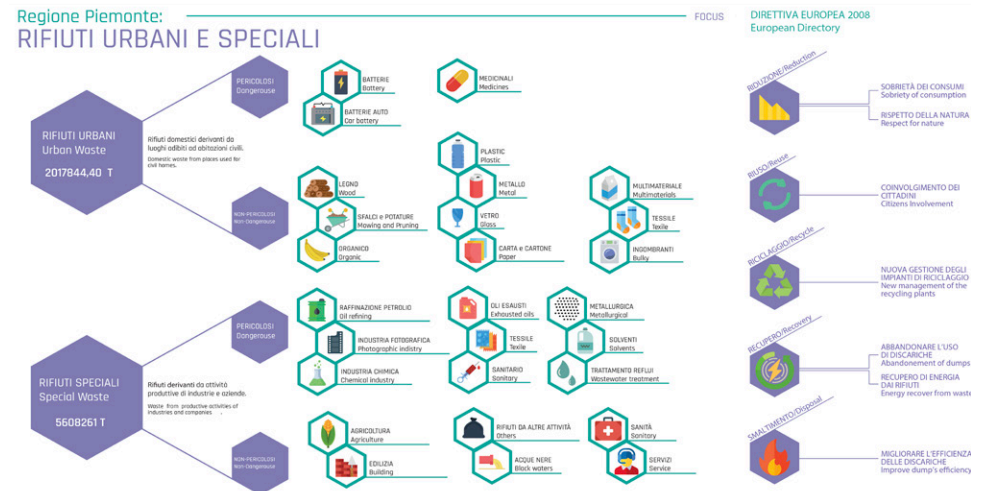 Regione Piemonte:
RIFIUTI URBANI E SPECIALI
FOCUS
DIRETTIVA EUROPEA 2008
European Directory
RIFIUTI URBANI
Urban Waste
2017844,40 T
PERICOLOSI
Dangerouse
Rifiuti domestici derivanti da
luoghi adibiti ad abitazioni civili.
Domestic waste from places used for
civil homes.
NON-PERICOLOSI
Non-Dangerouse
BATTERIE
Battery
BATTERIE AUTO
Car battery
MEDICINALI
Medicines
LEGNO
Wood
SFALCI e POTATURE
Mowing and Pruning
ORGANICO
Organic
PLASTIC
Plastic
METALLO
Metal
VETRO
Glass
CARTA e CARTONE
Paper
MULTIMATERIALE
Multimaterials
TESSILE
Texile
INGOMBRANTI
Bulky
RIFIUTI SPECIALI
Special Waste
5608261 T
PERICOLOSI
Dangerouse
Rifiuti derivanti da attività
produttive di industrie e aziende.
Waste from productive activities of
industries and companies .
NON-PERICOLOSI
Non-Dangerouse
RAFFINAZIONE PETROLIO
Oil refining
INDUSTRIA FOTOGRAFICA
Photographic indistry
INDUSTRIA CHIMICA
Chemical industry
OLI ESAUSTI
Exhausted oils
TESSILE
Texile
SANITARIO
Sanitary
METALLURGICA
Metallurgical
SOLVENTI
Solvents
TRATTAMENTO REFLUI
Wastewater treatment
AGRICOLTURA
Agriculture
EDILIZIA
Building
RIFIUTI DA ALTRE ATTIVITÀ
Others
ACQUE NERE
Black waters
SANITÀ
Sanitary
SERVIZI
Service
RIDUZIONE/Reduction
SOBRIETÀ DEI CONSUMI
Sobriety of consumption
RISPETTO DELLA NATURA
Respect for nature
RIUSO/Reuse
COINVOLGIMENTO DEI
CITTADINI
Citizens Involvement
RICICLAGGIO/Recycle
NUOVA GESTIONE DEGLI
IMPIANTI DI RICICLAGGIO
New management of the
recycling plants
RECUPERO/Recovery
ABBANDONARE L'USO
DI DISCARICHE
Abandonement of dumps
RECUPERO DI ENERGIA
DAI RIFIUTI
Energy recover from waste
SMALTIMENTO/Disposal
MIGLIORARE L'EFFICIENZA
DELLE DISCARICHE
Improve dump's efficiency